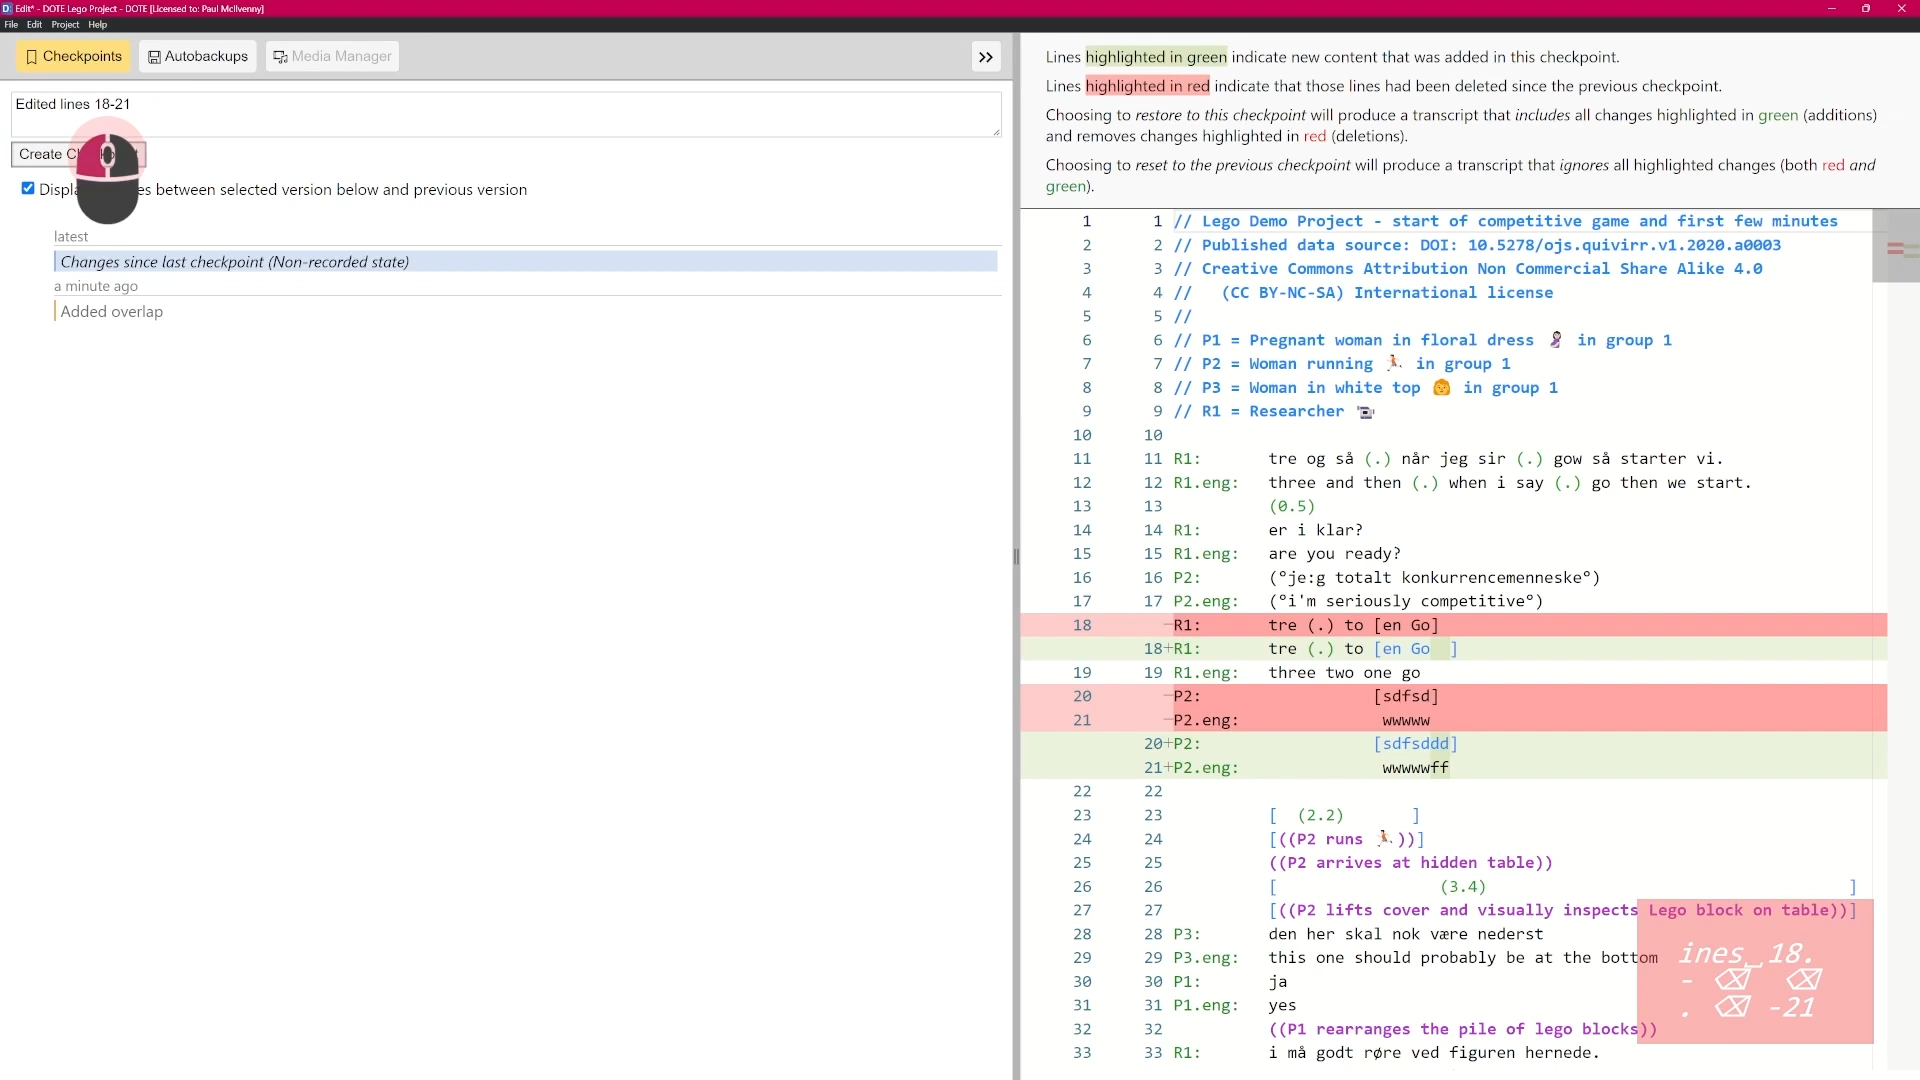 Edit* - DOTE Lego Project - DOTE [Licensed to: Paul McIlvenny]
File Edit Project Help
Checkpoints Autobackups Media Manager
Edited lines 18-21
Create
Display between selected version below and previous version
latest
Changes since last checkpoint (Non-recorded state)
a minute ago
Added overlap
Lines highlighted in green indicate new content that was added in this checkpoint.
Lines highlighted in red indicate that those lines had been deleted since the previous checkpoint.
Choosing to restore to this checkpoint will produce a transcript that includes all changes highlighted in green (additions)
and removes changes highlighted in red (deletions).
Choosing to reset to the previous checkpoint will produce a transcript that ignores all highlighted changes (both red and
green).
1 1 // Lego Demo Project - start of competitive game and first few minutes
2 2 // Published data source: DOI: 10.5278/ojs.quivirr.v1.2020.a0003
3 3 // Creative Commons Attribution Non Commercial Share Alike 4.0
4 4 // (CC BY-NC-SA) International license
5 5 //
6 6 // P1 = Pregnant woman in floral dress 🤰 in group 1
7 7 // P2 = Woman running 🏃 in group 1
8 8 // P3 = Woman in white top 👩 in group 1
9 9 // R1 = Researcher 📹
10 10
11 11 R1: tre og så (.) når jeg sir (.) gow så starter vi.
12 12 R1.eng: three and then (.) when i say (.) go then we start.
13 13 (0.5)
14 14 R1: er i klar?
15 15 R1.eng: are you ready?
16 16 P2: (°je:g totalt konkurrencemenneske°)
17 17 P2.eng: (°i'm seriously competitive°)
18 -R1: tre (.) to [en Go]
18+R1: tre (.) to [en Go ]
19 19 R1.eng: three two one go
20 -P2: [sdfsd]
21 -P2.eng: wwwww
20+P2: [sdfsddd]
21+P2.eng: wwwwwff
22 22
23 23 [ (2.2) ]
24 24 [((P2 runs 🏃))]
25 25 ((P2 arrives at hidden table))
26 26 [ (3.4) ]
27 27 [((P2 lifts cover and visually inspects Lego block on table))]
28 28 P3: den her skal nok være nederst
29 29 P3.eng: this one should probably be at the bottom
30 30 P1: ja
31 31 P1.eng: yes
32 32 ((P1 rearranges the pile of lego blocks))
33 33 R1: i må godt røre ved figuren hernede.
ines␣18.
- ⌫ ⌫
. ⌫ -21